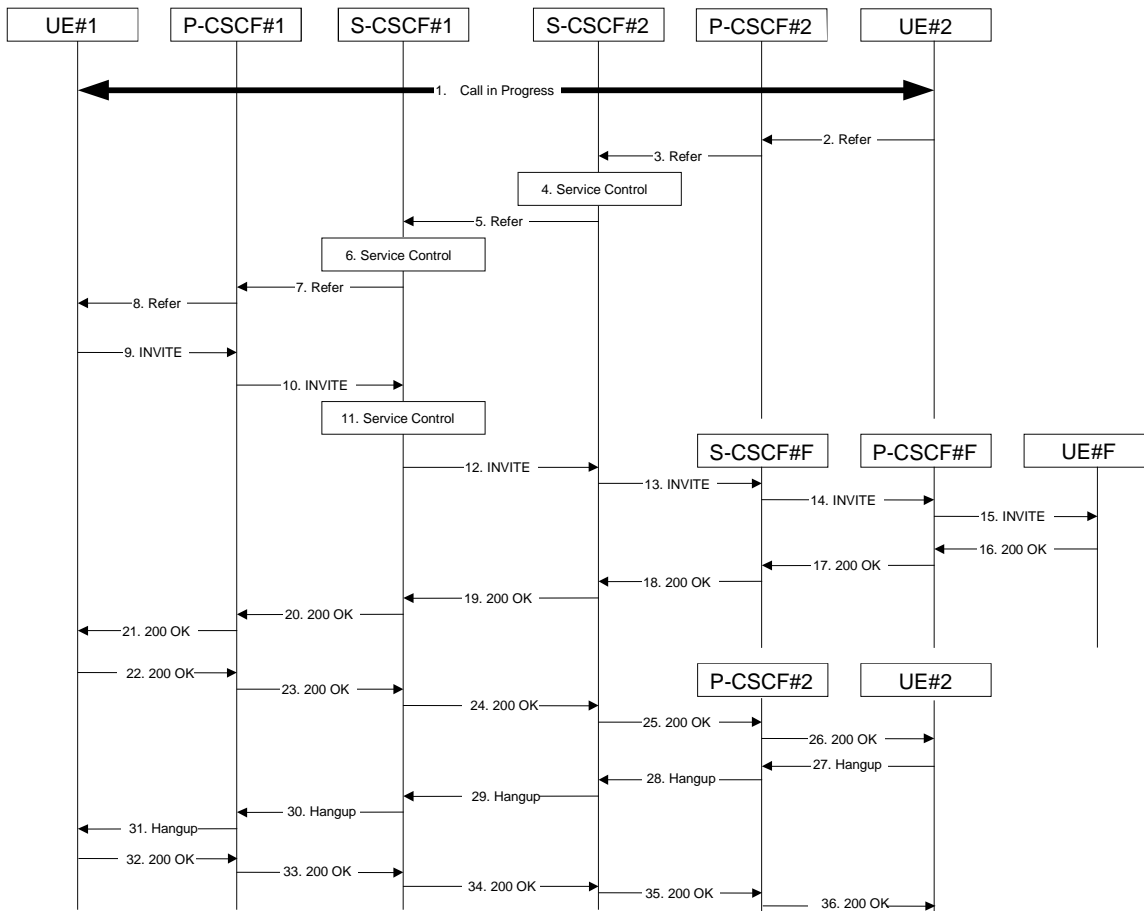 UE#1
P-CSCF#1
S-CSCF#1
S-CSCF#2
P-CSCF#2
UE#2
1. Call in Progress
2. Refer
3. Refer
4. Service Control
5. Refer
6. Service Control
7. Refer
8. Refer
9. INVITE
10. INVITE
11. Service Control
S-CSCF#F
P-CSCF#F
UE#F
12. INVITE
13. INVITE
14. INVITE
15. INVITE
16. 200 OK
17. 200 OK
18. 200 OK
19. 200 OK
20. 200 OK
21. 200 OK
22. 200 OK
P-CSCF#2
UE#2
23. 200 OK
24. 200 OK
25. 200 OK
26. 200 OK
27. Hangup
28. Hangup
29. Hangup
30. Hangup
31. Hangup
32. 200 OK
33. 200 OK
34. 200 OK
35. 200 OK
36. 200 OK